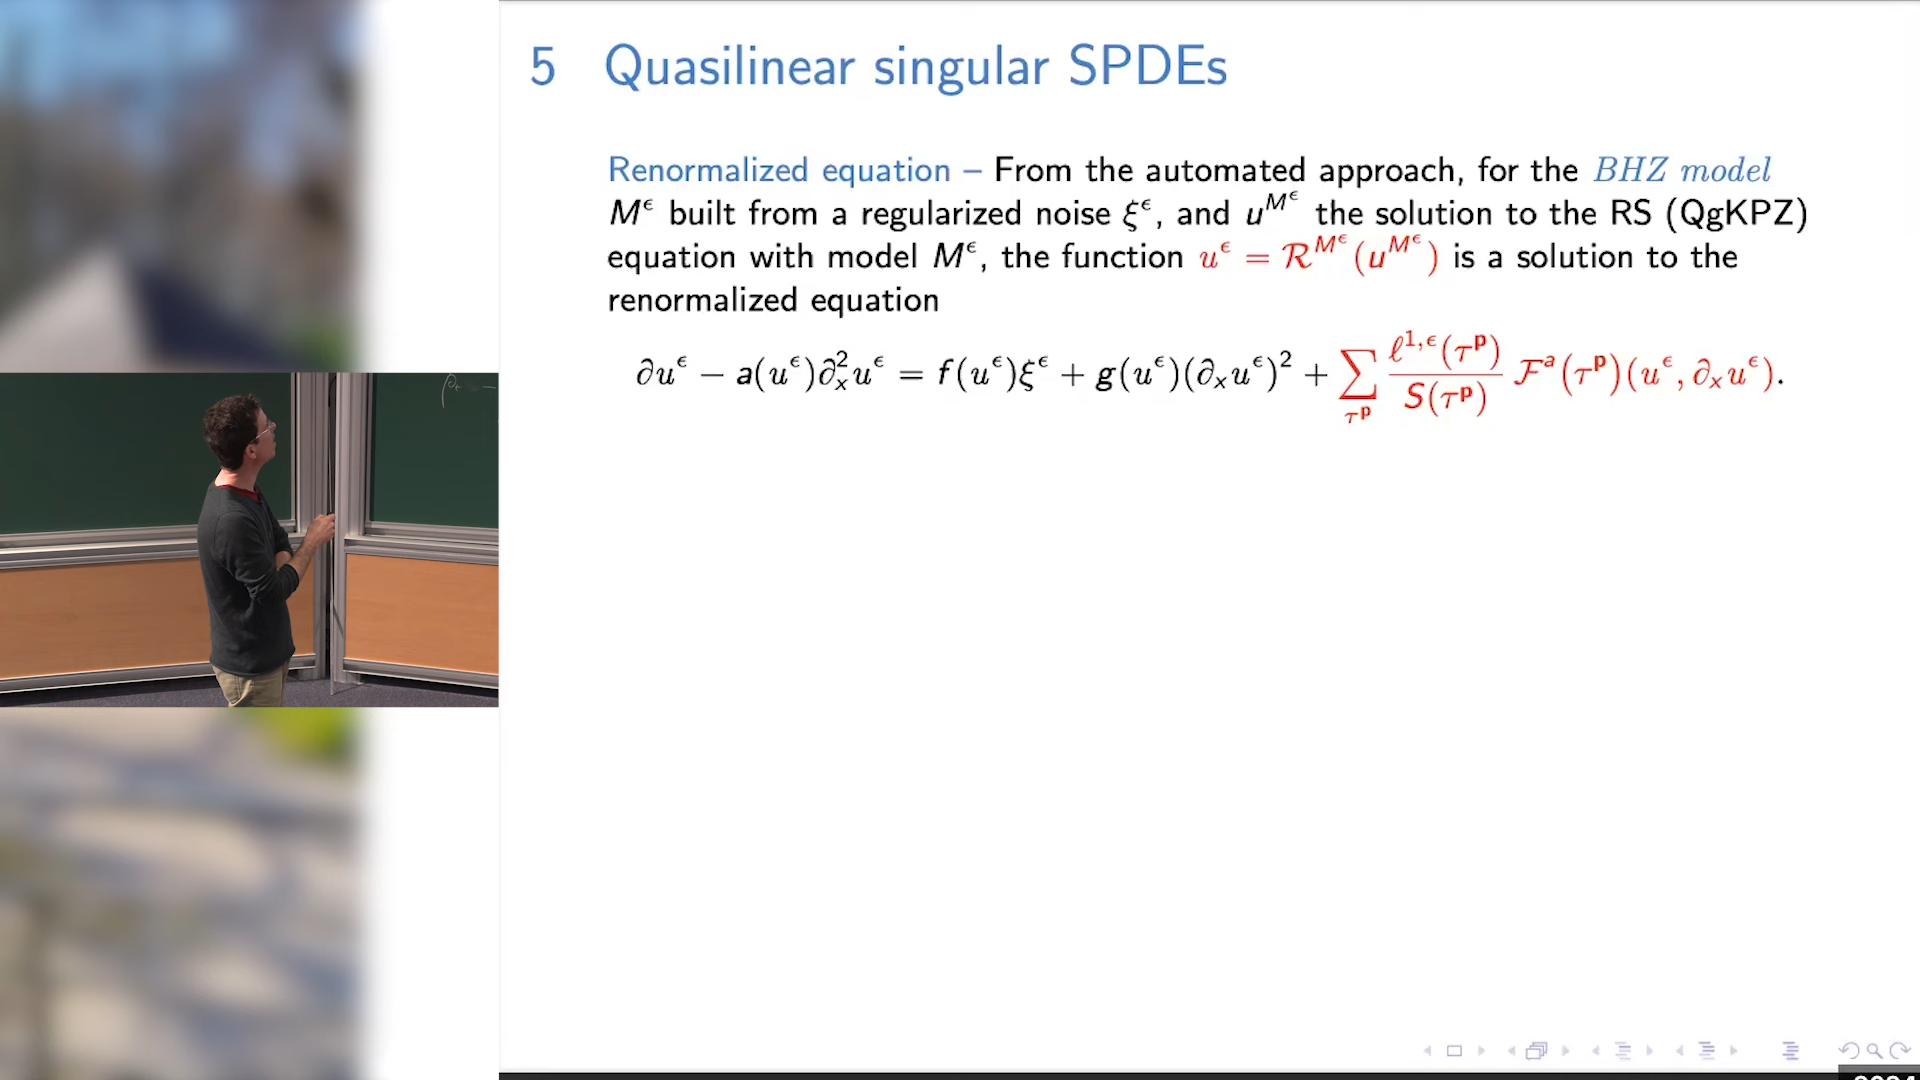 5 Quasilinear singular SPDEs
Renormalized equation – From the automated approach, for the BHZ model
M^ϵ built from a regularized noise ξ^ϵ, and u^{M^ϵ} the solution to the RS (QgKPZ)
equation with model M^ϵ, the function u^ϵ = ℛ^{M^ϵ}(u^{M^ϵ}) is a solution to the
renormalized equation
∂u^ϵ − a(u^ϵ)∂_x^2 u^ϵ = f(u^ϵ)ξ^ϵ + g(u^ϵ)(∂_x u^ϵ)^2 + ∑_{τ^p} ℓ^{1,ϵ}(τ^p) / S(τ^p) ℱ^a(τ^p)(u^ϵ, ∂_x u^ϵ).